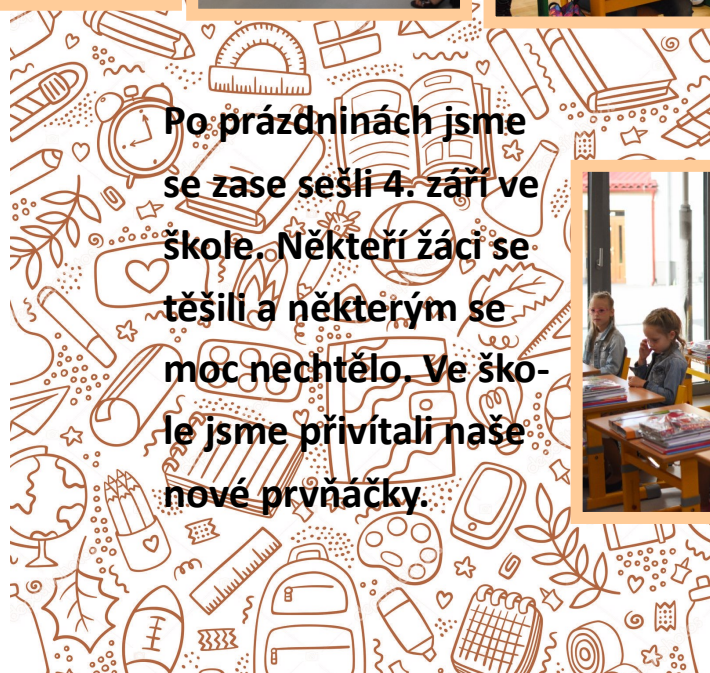 Po prázdninách jsme
se zase sešli 4. září ve
škole. Někteří žáci se
těšili a některým se
moc nechtělo. Ve ško-
le jsme přivítali naše
nové prvňáčky.